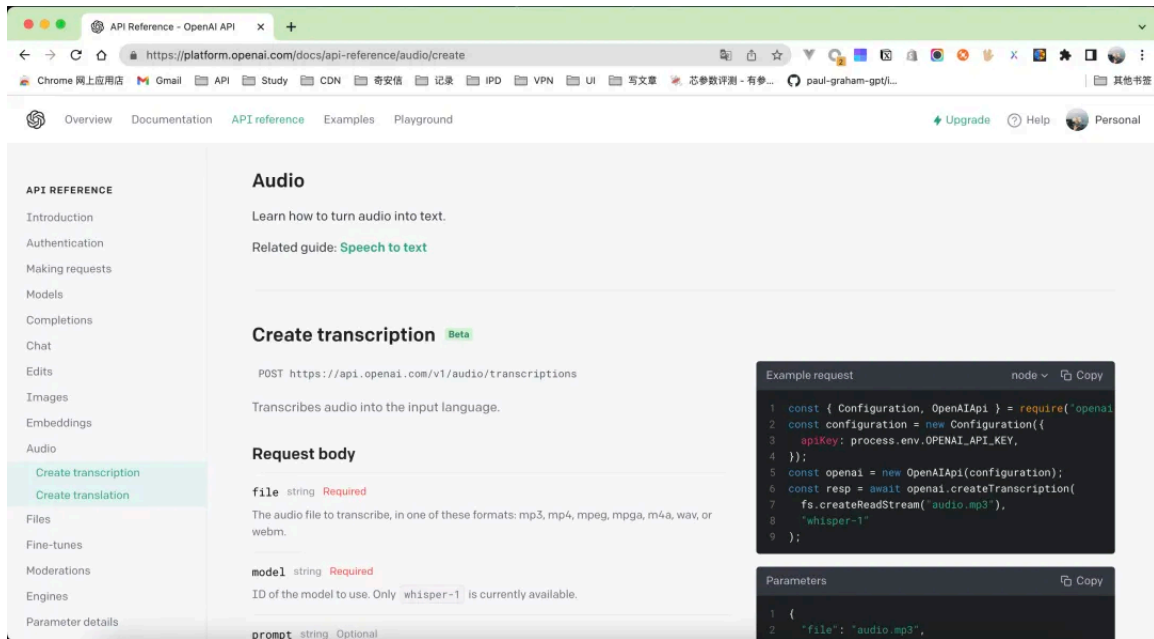 API Reference - OpenAI API
https://platform.openai.com/docs/api-reference/audio/create
Chrome 网上应用店 Gmail API Study CDN 奇安信 记录 IPD VPN UI 写文章 芯参数评测 - 有参... paul-graham-gpt/i... 其他书签
Overview Documentation API reference Examples Playground Upgrade Help Personal
API REFERENCE
Introduction
Authentication
Making requests
Models
Completions
Chat
Edits
Images
Embeddings
Audio
Create transcription
Create translation
Files
Fine-tunes
Moderations
Engines
Parameter details
Audio
Learn how to turn audio into text.
Related guide: Speech to text
Create transcription Beta
POST https://api.openai.com/v1/audio/transcriptions
Transcribes audio into the input language.
Request body
file string Required
The audio file to transcribe, in one of these formats: mp3, mp4, mpeg, mpga, m4a, wav, or
webm.
model string Required
ID of the model to use. Only whisper-1 is currently available.
prompt string Optional
Example request node Copy
1 const { Configuration, OpenAIApi } = require("openai
2 const configuration = new Configuration({
3 apiKey: process.env.OPENAI_API_KEY,
4 });
5 const openai = new OpenAIApi(configuration);
6 const resp = await openai.createTranscription(
7 fs.createReadStream("audio.mp3"),
8 "whisper-1"
9 );
Parameters Copy
1 {
2 "file": "audio.mp3",